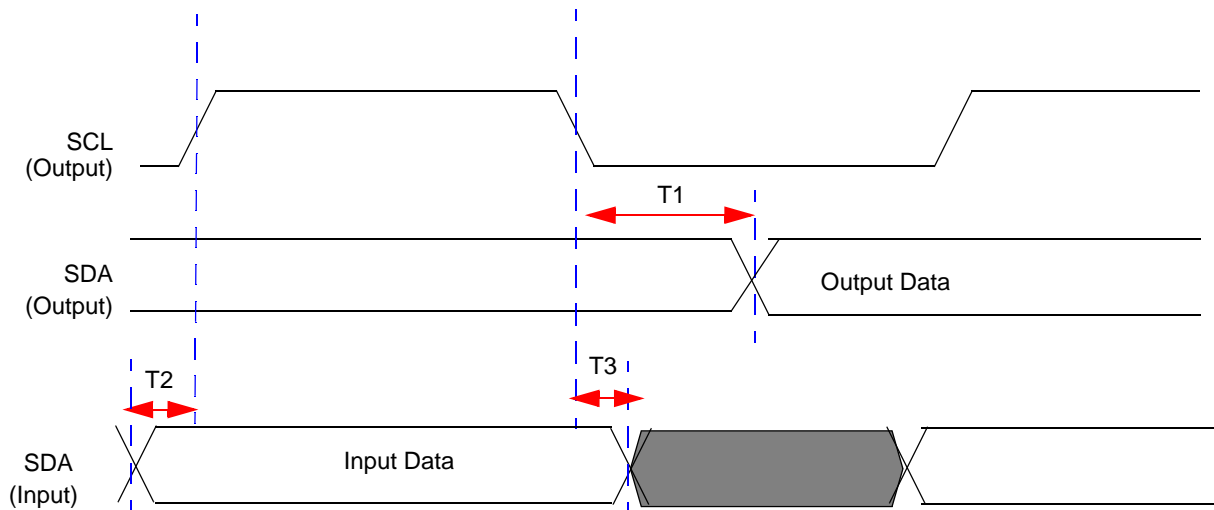 SCL
(Output)
T1
SDA
(Output)
Output Data
T2
T3
SDA
(Input)
Input Data